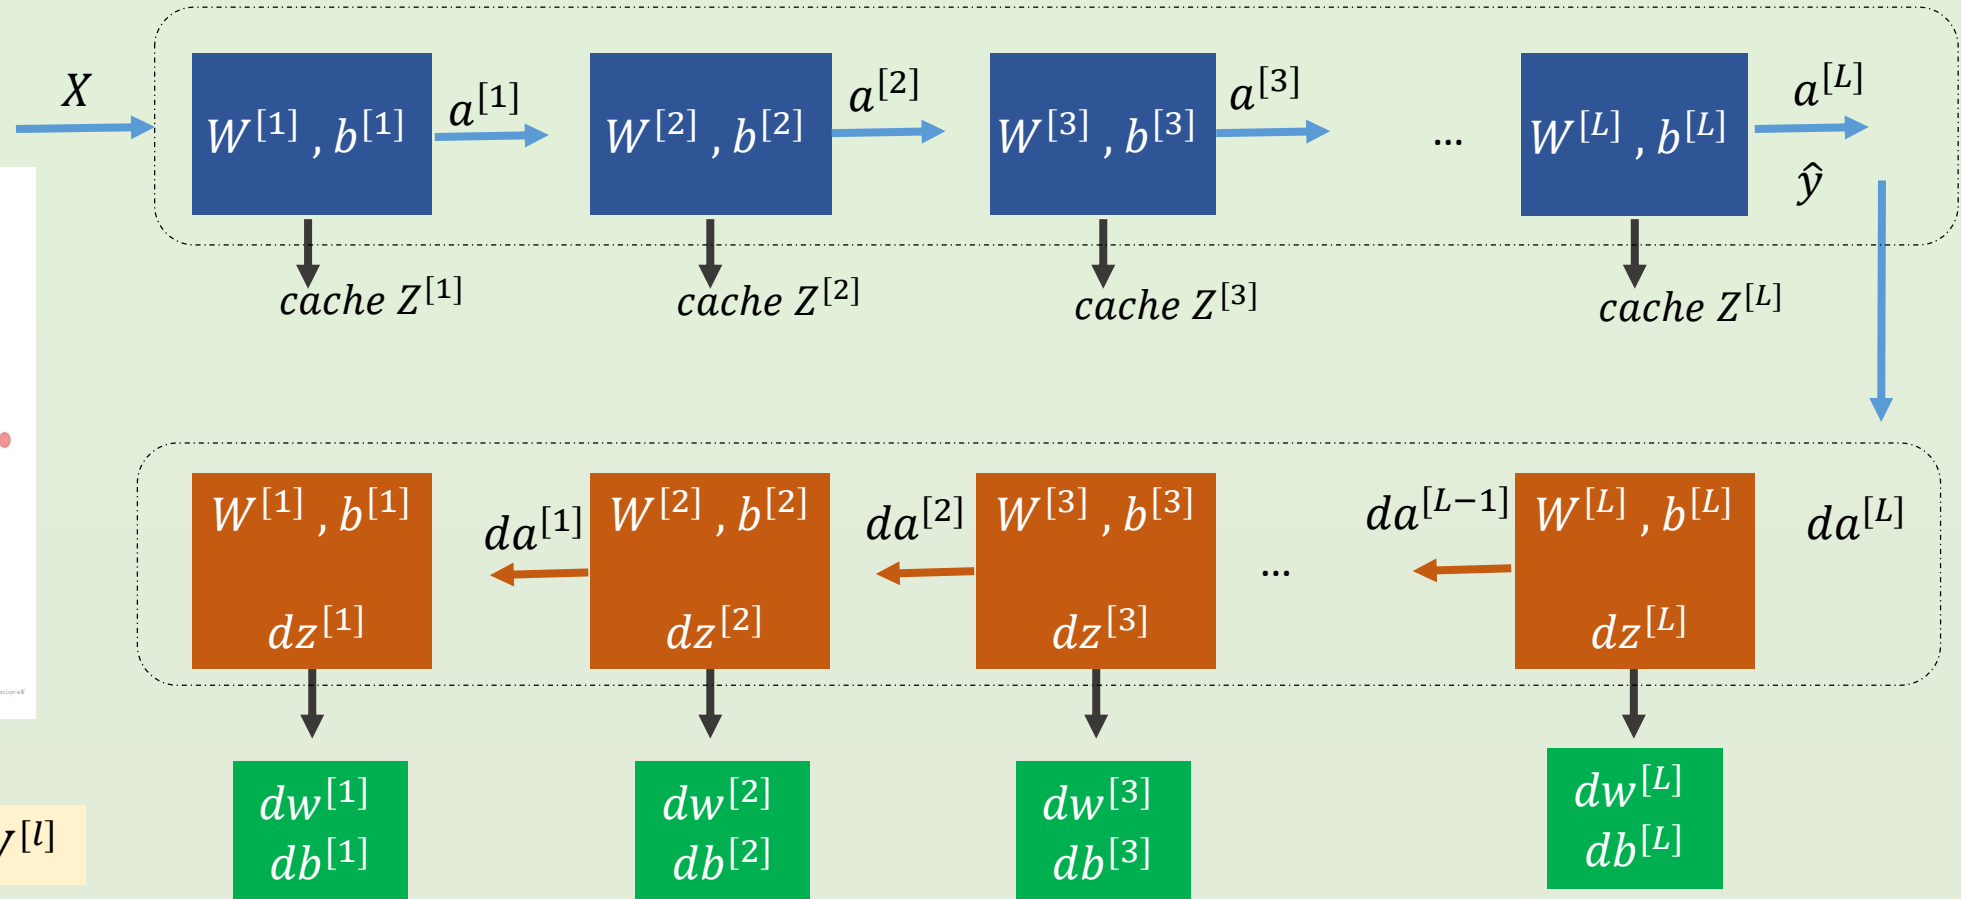 X
W^[1] , b^[1]
a^[1]
W^[2] , b^[2]
a^[2]
W^[3] , b^[3]
a^[3]
...
W^[L] , b^[L]
a^[L]
ŷ
cache Z^[1]
cache Z^[2]
cache Z^[3]
cache Z^[L]
W^[1] , b^[1]
dz^[1]
da^[1]
W^[2] , b^[2]
dz^[2]
da^[2]
W^[3] , b^[3]
dz^[3]
...
da^[L−1]
W^[L] , b^[L]
dz^[L]
da^[L]
dw^[1]
db^[1]
dw^[2]
db^[2]
dw^[3]
db^[3]
dw^[L]
db^[L]
^[l]